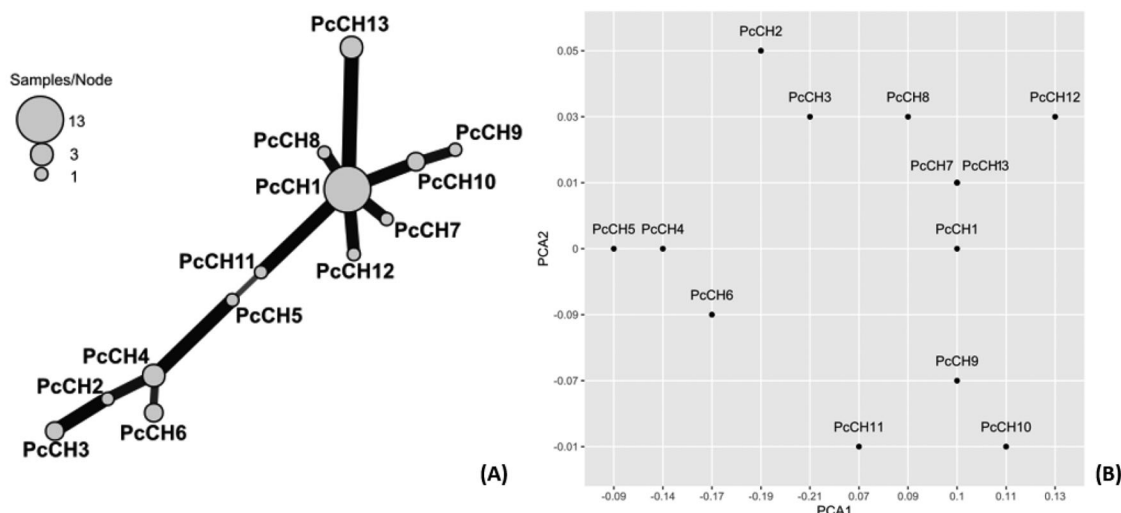 PcCH13
Samples/Node
13
3
1
PcCH8
PcCH9
PcCH1
PcCH10
PcCH7
PcCH11
PcCH12
PcCH5
PcCH4
PcCH2
PcCH6
PcCH3
(A)
PcCH2
PcCH3
PcCH8
PcCH12
PcCH7
PcCH13
PcCH5
PcCH4
PcCH1
PcCH6
PcCH9
PcCH11
PcCH10
PCA2
0.05
0.03
0.01
0
-0.09
-0.07
-0.01
-0.09 -0.14 -0.17 -0.19 -0.21 0.07 0.09 0.1 0.11 0.13
PCA1
(B)